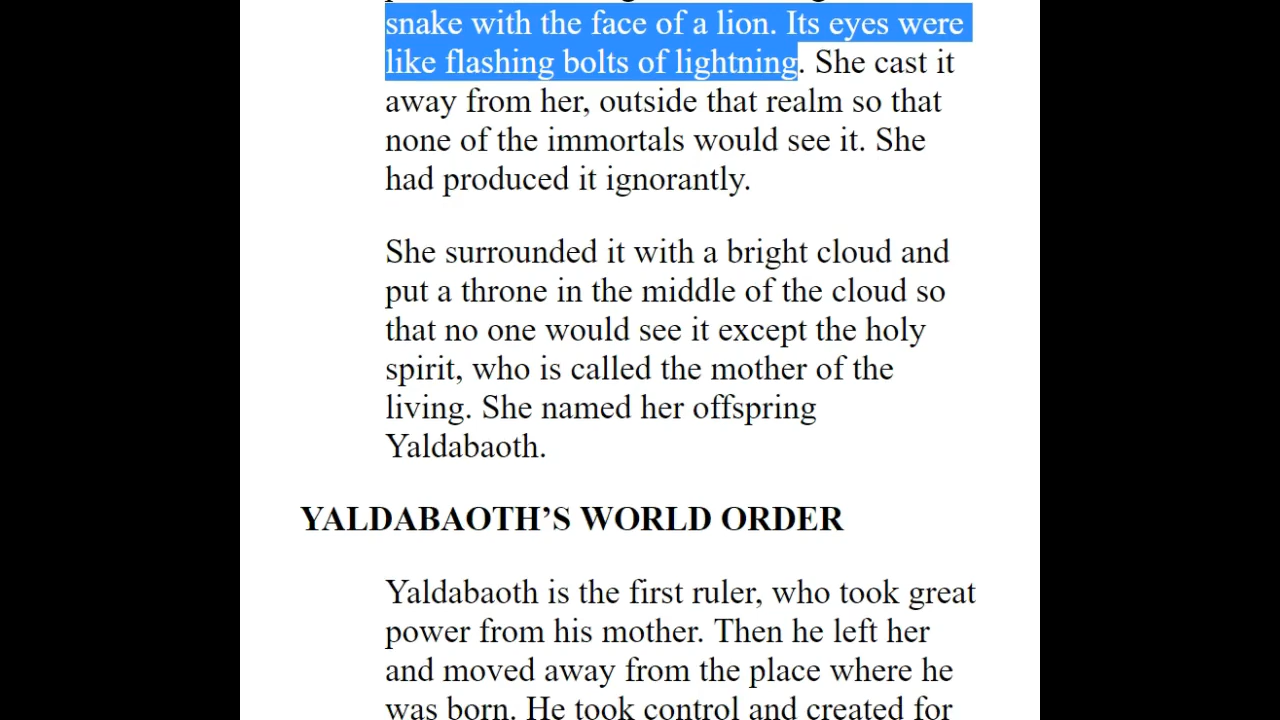 snake with the face of a lion. Its eyes were
like flashing bolts of lightning. She cast it
away from her, outside that realm so that
none of the immortals would see it. She
had produced it ignorantly.
She surrounded it with a bright cloud and
put a throne in the middle of the cloud so
that no one would see it except the holy
spirit, who is called the mother of the
living. She named her offspring
Yaldabaoth.
YALDABAOTH’S WORLD ORDER
Yaldabaoth is the first ruler, who took great
power from his mother. Then he left her
and moved away from the place where he
was born. He took control and created for